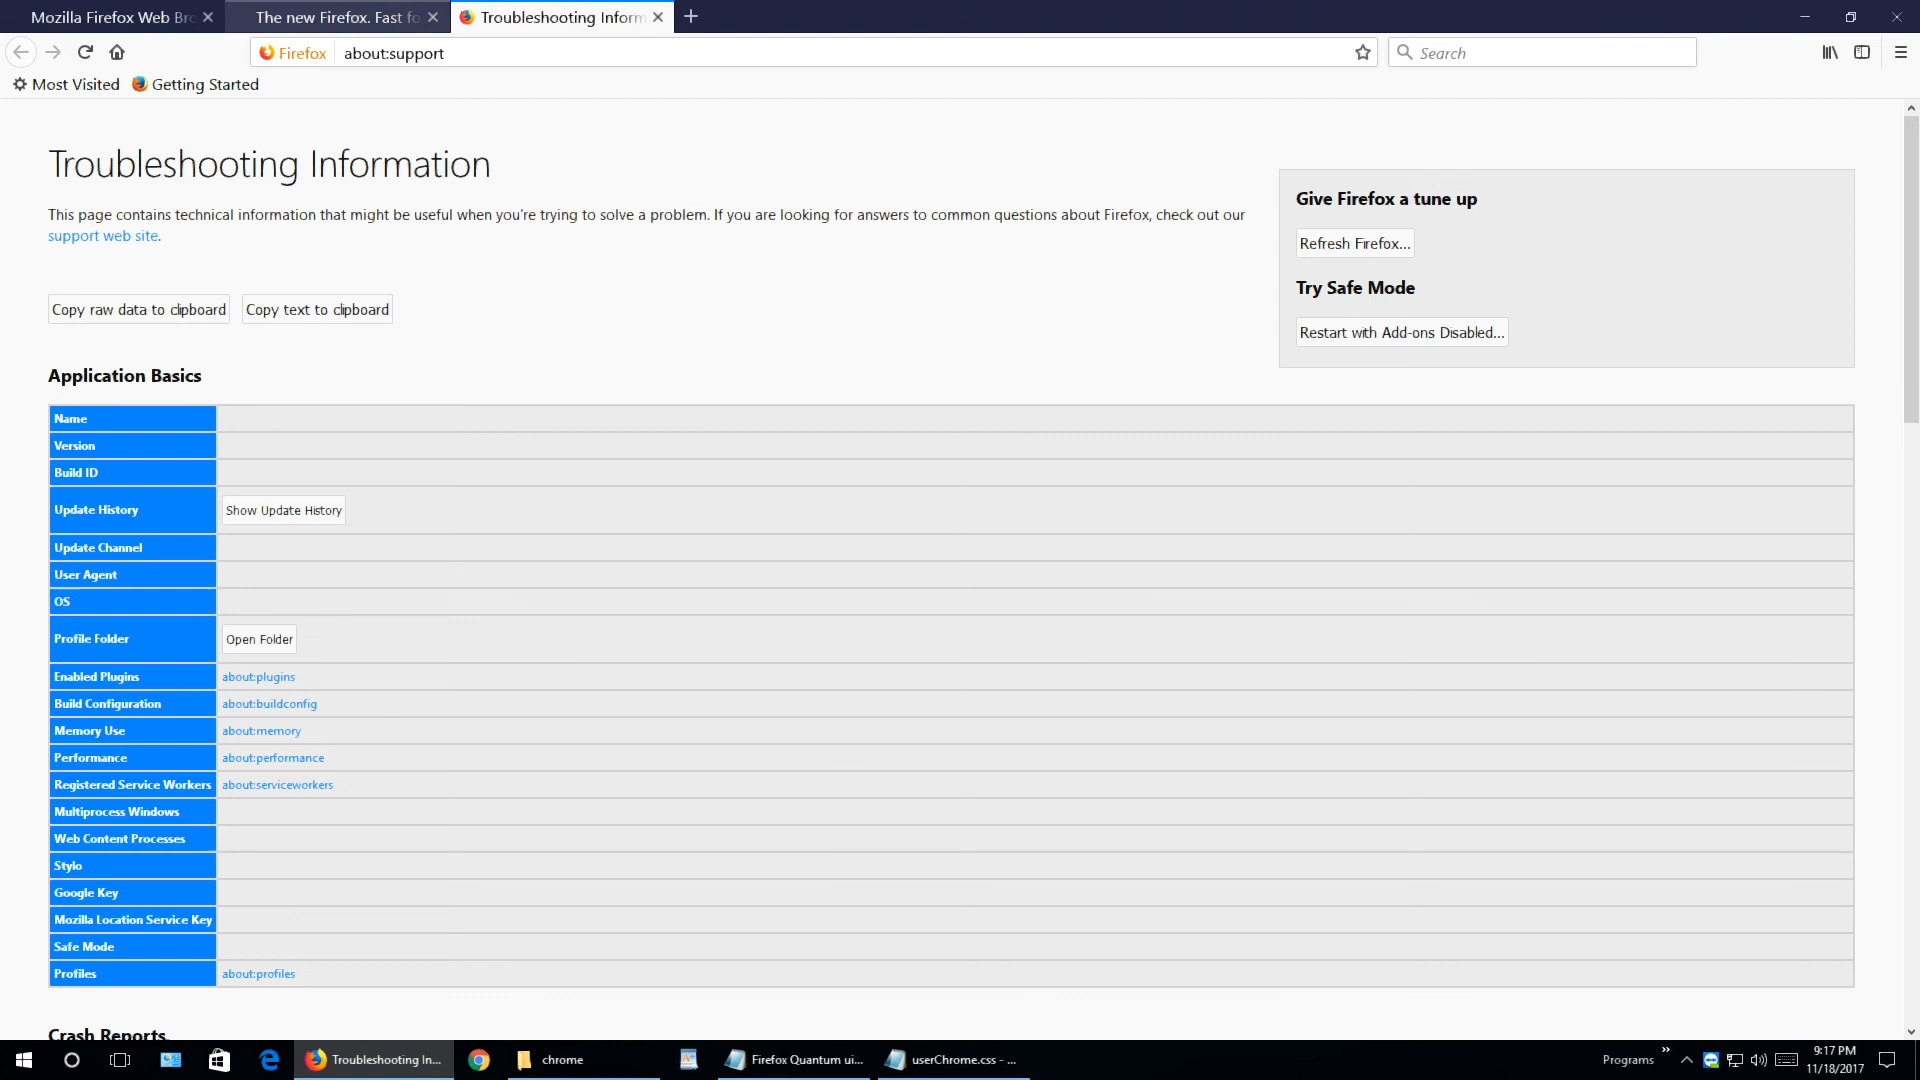 Mozilla Firefox Web Br
The new Firefox. Fast fo
Troubleshooting Inform
Firefox
about:support
Search
Most Visited
Getting Started
Troubleshooting Information
This page contains technical information that might be useful when you're trying to solve a problem. If you are looking for answers to common questions about Firefox, check out our
support web site.
Give Firefox a tune up
Refresh Firefox...
Try Safe Mode
Restart with Add-ons Disabled...
Copy raw data to clipboard
Copy text to clipboard
Application Basics
Name
Version
Build ID
Update History
Show Update History
Update Channel
User Agent
OS
Profile Folder
Open Folder
Enabled Plugins
about:plugins
Build Configuration
about:buildconfig
Memory Use
about:memory
Performance
about:performance
Registered Service Workers
about:serviceworkers
Multiprocess Windows
Web Content Processes
Stylo
Google Key
Mozilla Location Service Key
Safe Mode
Profiles
about:profiles
Crash Reports
Troubleshooting In...
chrome
Firefox Quantum ui...
userChrome.css - ...
Programs
9:17 PM
11/18/2017